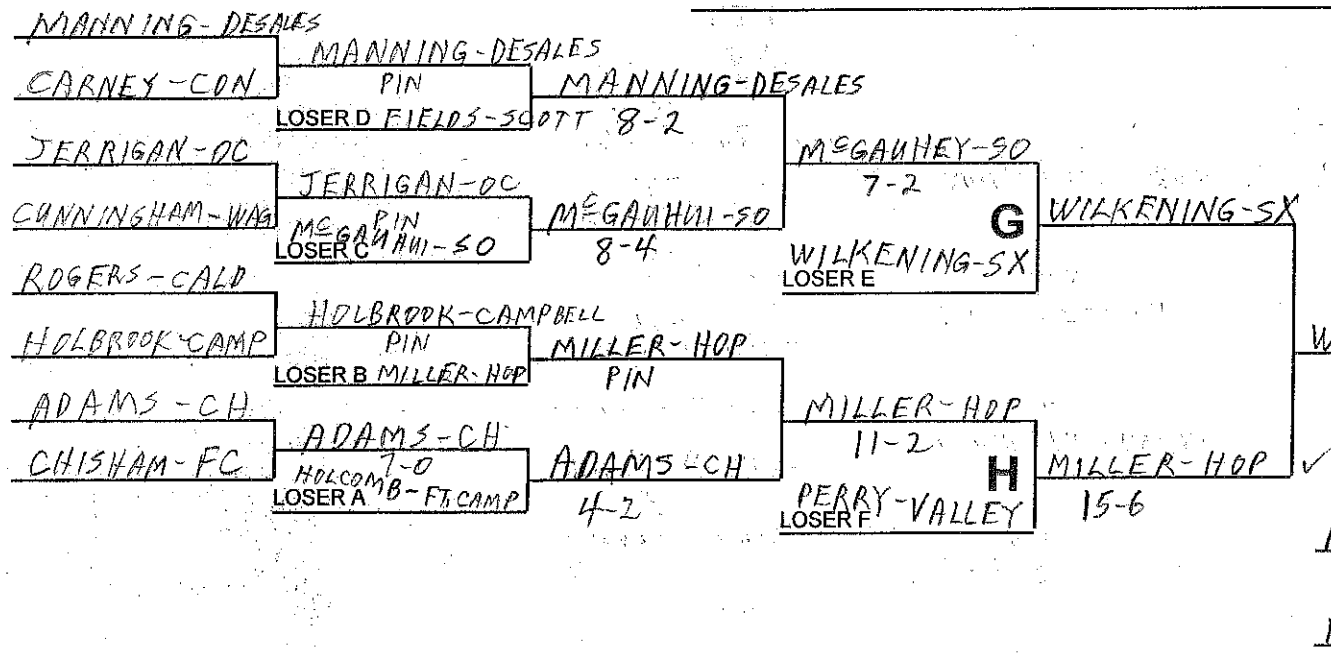 MANNING-DESALES
CARNEY-CON
JERRIGAN-OC
CUNNINGHAM-WAG
ROGERS-CALD
HOLBROOK-CAMP
ADAMS-CH
CHISHAM-FC
MANNING-DESALES
PIN
LOSER D FIELDS-SCOTT
JERRIGAN-OC
PIN
McGAUHUI-SO
LOSER C
HOLBROOK-CAMPBELL
PIN
LOSER B MILLER-HOP
ADAMS-CH
7-0
HOLCOMB-FT.CAMP
LOSER A
MANNING-DESALES
8-2
McGAUHUI-SO
8-4
MILLER-HOP
PIN
ADAMS-CH
4-2
McGAUHEY-SO
7-2
WILKENING-SX
LOSER E
MILLER-HOP
11-2
PERRY-VALLEY
LOSER F
G
WILKENING-SX
H
MILLER-HOP ✓
15-6
W